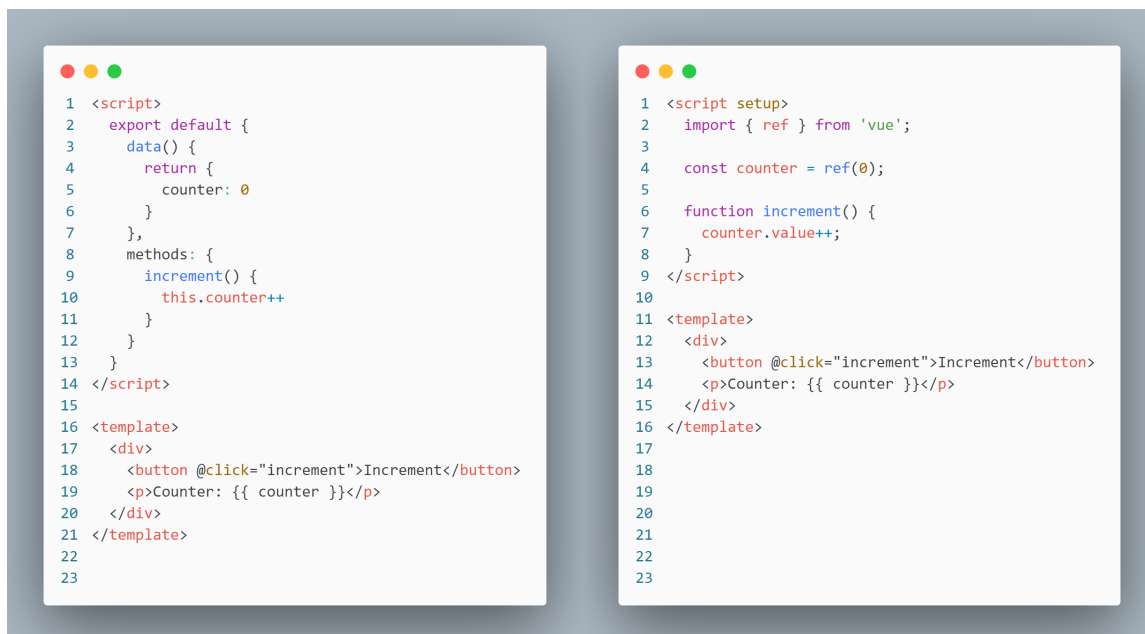 1 <script>
2   export default {
3     data() {
4       return {
5         counter: 0
6       }
7     },
8     methods: {
9       increment() {
10         this.counter++
11       }
12     }
13   }
14 </script>
15
16 <template>
17   <div>
18     <button @click="increment">Increment</button>
19     <p>Counter: {{ counter }}</p>
20   </div>
21 </template>
22
23
1 <script setup>
2   import { ref } from 'vue';
3
4   const counter = ref(0);
5
6   function increment() {
7     counter.value++;
8   }
9 </script>
10
11 <template>
12   <div>
13     <button @click="increment">Increment</button>
14     <p>Counter: {{ counter }}</p>
15   </div>
16 </template>
17
18
19
20
21
22
23